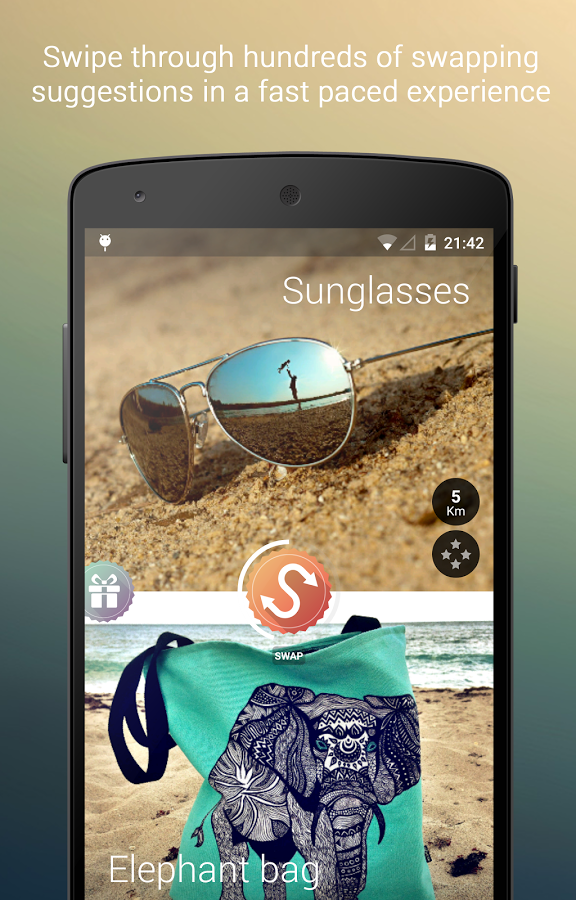 Swipe through hundreds of swapping
suggestions in a fast paced experience
21:42
Sunglasses
5
Km
SWAP
Elephant bag